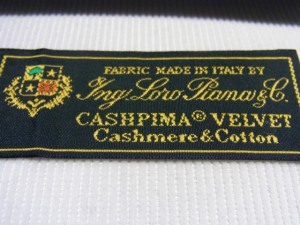 FABRIC MADE IN ITALY BY
Ing. Loro Piana & C.
CASHPIMA® VELVET
Cashmere & Cotton